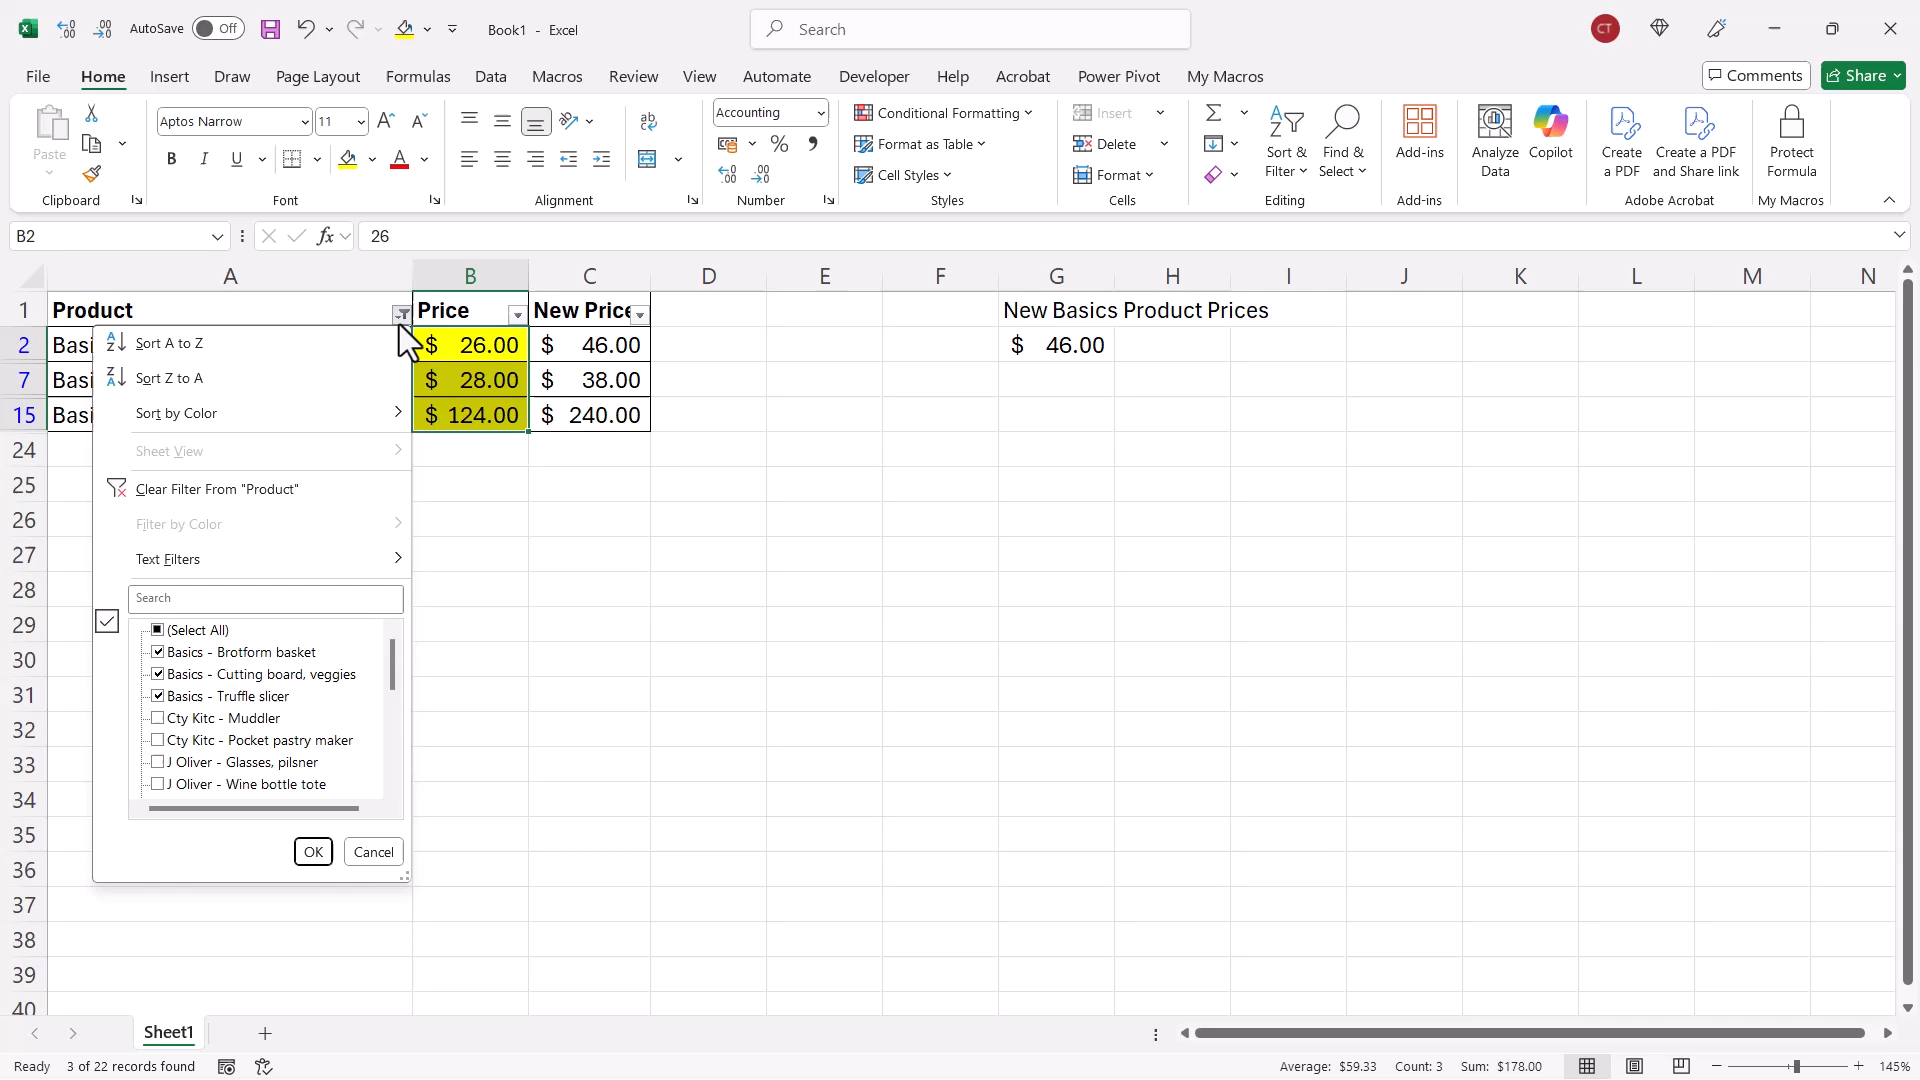 AutoSave Off Book1 - Excel Search CT
File Home Insert Draw Page Layout Formulas Data Macros Review View Automate Developer Help Acrobat Power Pivot My Macros Comments Share
Paste
Clipboard
Aptos Narrow 11
B I U A
Font
ab
Alignment
Accounting
$ % ,
Number
Conditional Formatting
Format as Table
Cell Styles
Styles
Insert
Delete
Format
Cells
Sort & Filter
Find & Select
Editing
Add-ins
Add-ins
Analyze Data
Copilot
Create a PDF
Create a PDF and Share link
Adobe Acrobat
Protect Formula
My Macros
B2 fx 26
A B C D E F G H I J K L M N
1 Product Price New Price New Basics Product Prices
2 Basi $ 26.00 $ 46.00 $ 46.00
7 Basi $ 28.00 $ 38.00
15 Basi $ 124.00 $ 240.00
24
25
26
27
28
29
30
31
32
33
34
35
36
37
38
39
40
Sort A to Z
Sort Z to A
Sort by Color
Sheet View
Clear Filter From "Product"
Filter by Color
Text Filters
Search
(Select All)
Basics - Brotform basket
Basics - Cutting board, veggies
Basics - Truffle slicer
Cty Kitc - Muddler
Cty Kitc - Pocket pastry maker
J Oliver - Glasses, pilsner
J Oliver - Wine bottle tote
OK Cancel
Sheet1
Ready 3 of 22 records found Average: $59.33 Count: 3 Sum: $178.00 145%